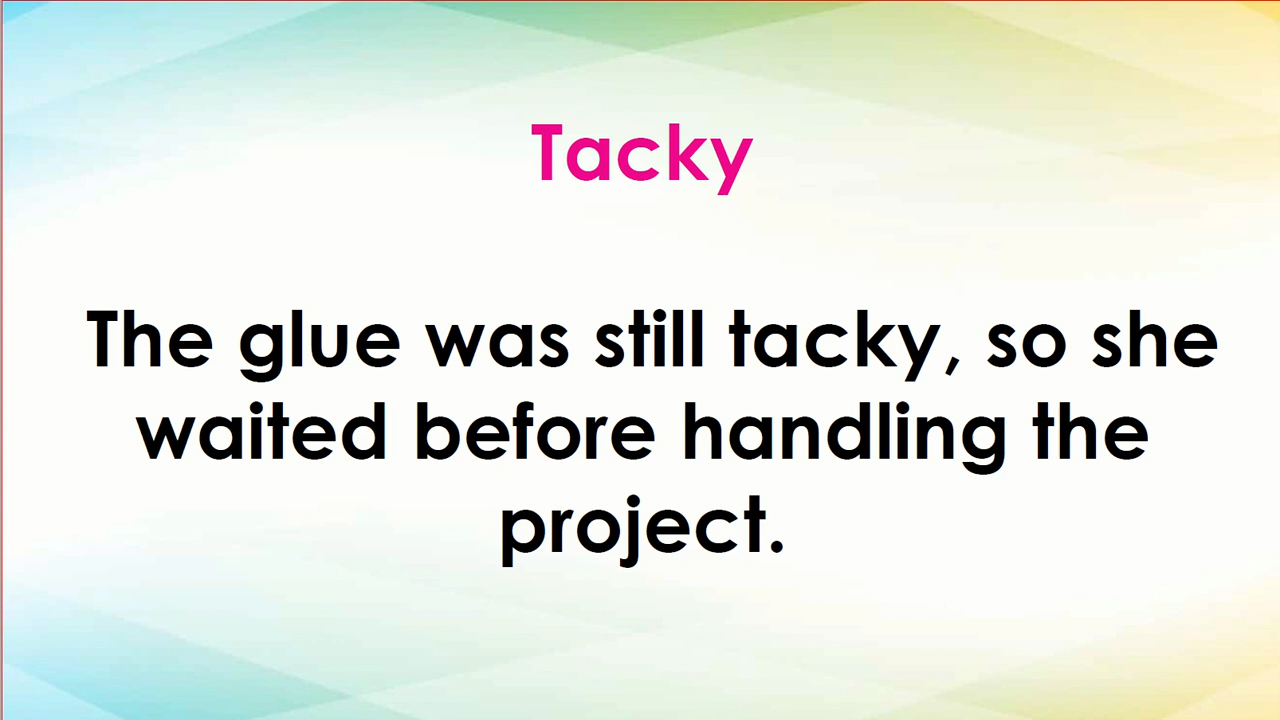 Tacky
The glue was still tacky, so she
waited before handling the
project.